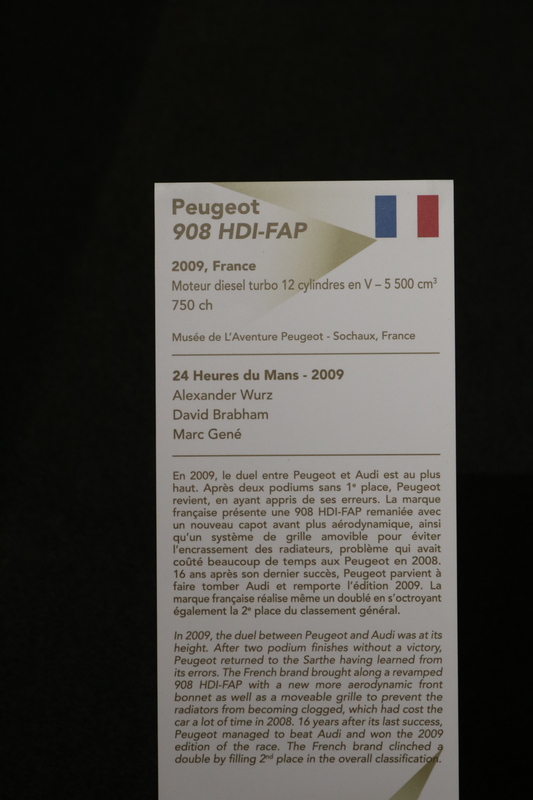 Peugeot
908 HDI-FAP
2009, France
Moteur diesel turbo 12 cylindres en V – 5 500 cm³
750 ch
Musée de L'Aventure Peugeot - Sochaux, France
24 Heures du Mans - 2009
Alexander Wurz
David Brabham
Marc Gené
En 2009, le duel entre Peugeot et Audi est au plus
haut. Après deux podiums sans 1ᵉ place, Peugeot
revient, en ayant appris de ses erreurs. La marque
française présente une 908 HDI-FAP remaniée avec
un nouveau capot avant plus aérodynamique, ainsi
qu'un système de grille amovible pour éviter
l'encrassement des radiateurs, problème qui avait
coûté beaucoup de temps aux Peugeot en 2008.
16 ans après son dernier succès, Peugeot parvient à
faire tomber Audi et remporte l'édition 2009. La
marque française réalise même un doublé en s'octroyant
également la 2ᵉ place du classement général.
In 2009, the duel between Peugeot and Audi was at its
height. After two podium finishes without a victory,
Peugeot returned to the Sarthe having learned from
its errors. The French brand brought along a revamped
908 HDI-FAP with a new more aerodynamic front
bonnet as well as a moveable grille to prevent the
radiators from becoming clogged, which had cost the
car a lot of time in 2008. 16 years after its last success,
Peugeot managed to beat Audi and won the 2009
edition of the race. The French brand clinched a
double by filling 2ⁿᵈ place in the overall classification.